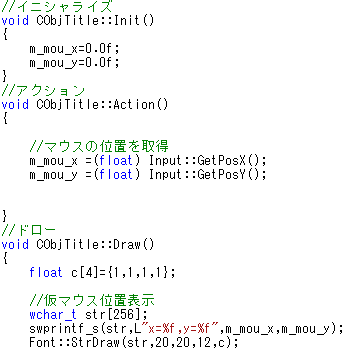 //イニシャライズ
void CObjTitle::Init()
{
    m_mou_x=0.0f;
    m_mou_y=0.0f;
}
//アクション
void CObjTitle::Action()
{
    //マウスの位置を取得
    m_mou_x =(float) Input::GetPosX();
    m_mou_y =(float) Input::GetPosY();
}
//ドロー
void CObjTitle::Draw()
{
    float c[4]={1,1,1,1};
    //仮マウス位置表示
    wchar_t str[256];
    swprintf_s(str,L"x=%f,y=%f",m_mou_x,m_mou_y);
    Font::StrDraw(str,20,20,12,c);